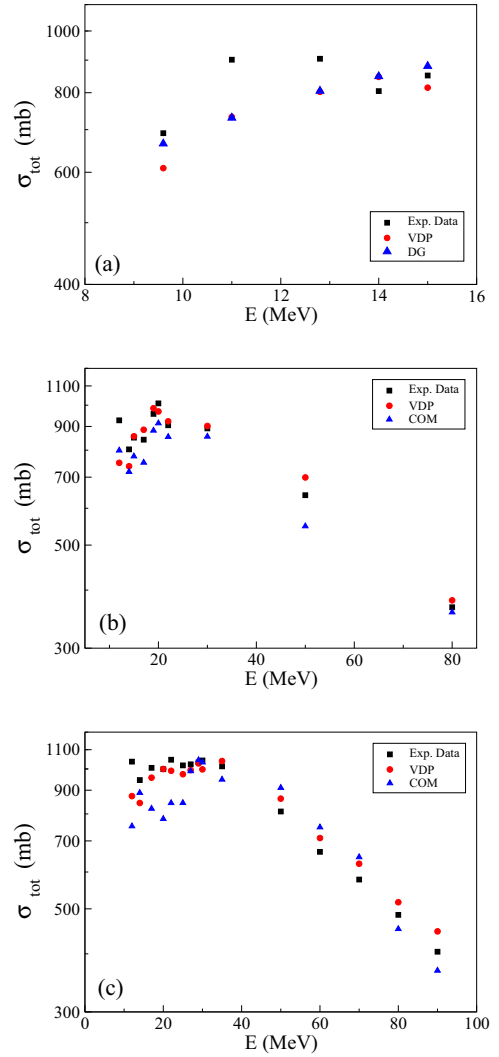 1000
800
600
400
σtot (mb)
Exp. Data
VDP
DG
(a)
8 10 12 14 16
E (MeV)
1100
900
700
500
300
σtot (mb)
Exp. Data
VDP
COM
(b)
20 40 60 80
E (MeV)
1100
900
700
500
300
σtot (mb)
Exp. Data
VDP
COM
(c)
0 20 40 60 80 100
E (MeV)